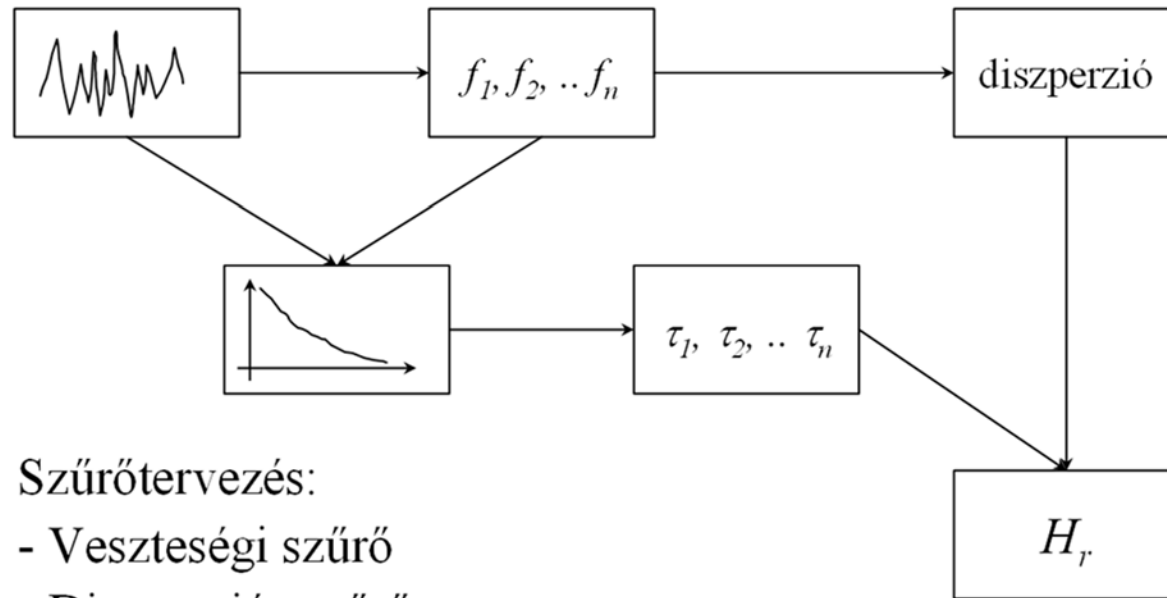 f₁, f₂, .. fₙ
diszperzió
τ₁, τ₂, .. τₙ
Szűrőtervezés:
- Veszteségi szűrő
Hᵣ